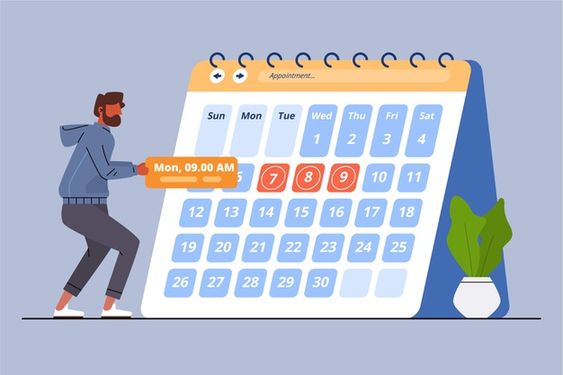 Appointment...
Sun Mon Tue Wed Thu Fri Sat
1 2 3 4
Mon, 09.00 AM
6 7 8 9 10 11
12 13 14 15 16 17 18
19 20 21 22 23 24 25
26 27 28 29 30